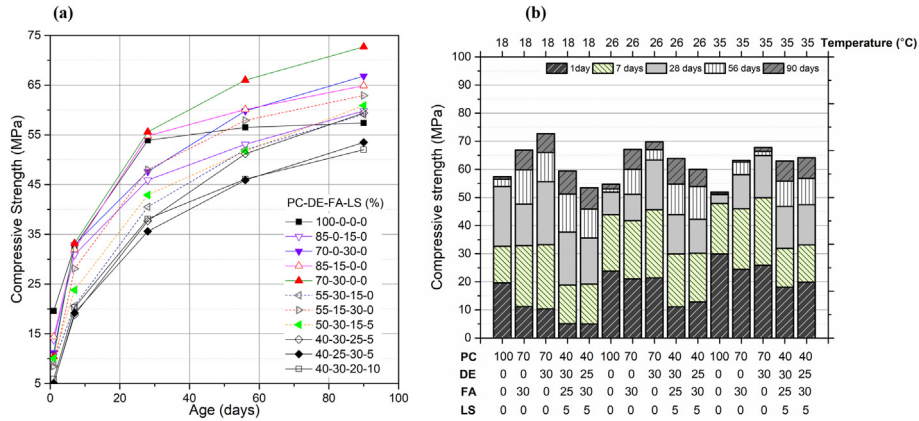 (a)
75
65
55
45
35
25
15
5
Compressive Strength (MPa)
0 20 40 60 80 100
Age (days)
PC-DE-FA-LS (%)
100-0-0-0
85-0-15-0
70-0-30-0
85-15-0-0
70-30-0-0
55-30-15-0
55-15-30-0
50-30-15-5
40-30-25-5
40-25-30-5
40-30-20-10
(b)
18 18 18 18 18 26 26 26 26 26 35 35 35 35 35 Temperature (°C)
1day 7 days 28 days 56 days 90 days
100
90
80
70
60
50
40
30
20
10
0
Compressive strength (MPa)
PC 100 70 70 40 40 100 70 70 40 40 100 70 70 40 40
DE 0 0 30 30 25 0 0 30 30 25 0 0 30 30 25
FA 0 30 0 25 30 0 30 0 25 30 0 30 0 25 30
LS 0 0 0 5 5 0 0 0 5 5 0 0 0 5 5